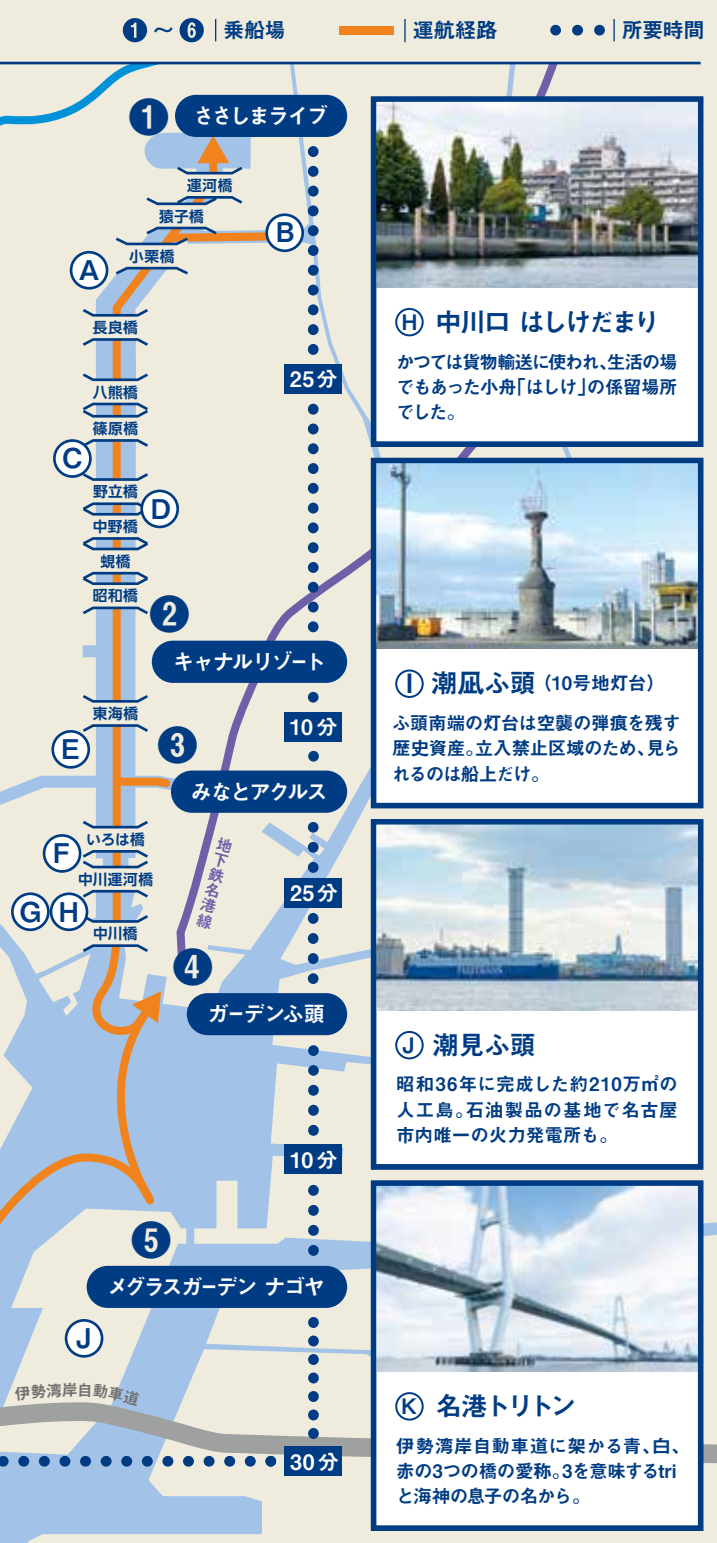 ❶～❻｜乗船場
｜運航経路
●●●｜所要時間
❶ ささしまライブ
運河橋
猿子橋
Ⓑ
小栗橋
Ⓐ
長良橋
25分
八熊橋
篠原橋
Ⓒ
野立橋
Ⓓ
中野橋
蜆橋
昭和橋
❷
キャナルリゾート
東海橋
10分
Ⓔ
❸
みなとアクルス
いろは橋
Ⓕ
中川運河橋
地下鉄名港線
25分
ⒼⒽ
中川橋
❹
ガーデンふ頭
10分
❺
メグラスガーデン ナゴヤ
Ⓙ
伊勢湾岸自動車道
30分
Ⓗ 中川口 はしけだまり
かつては貨物輸送に使われ、生活の場
でもあった小舟「はしけ」の係留場所
でした。
Ⓘ 潮凪ふ頭（10号地灯台）
ふ頭南端の灯台は空襲の弾痕を残す
歴史資産。立入禁止区域のため、見ら
れるのは船上だけ。
Ⓙ 潮見ふ頭
昭和36年に完成した約210万㎡の
人工島。石油製品の基地で名古屋
市内唯一の火力発電所も。
Ⓚ 名港トリトン
伊勢湾岸自動車道に架かる青、白、
赤の3つの橋の愛称。3を意味するtri
と海神の息子の名から。